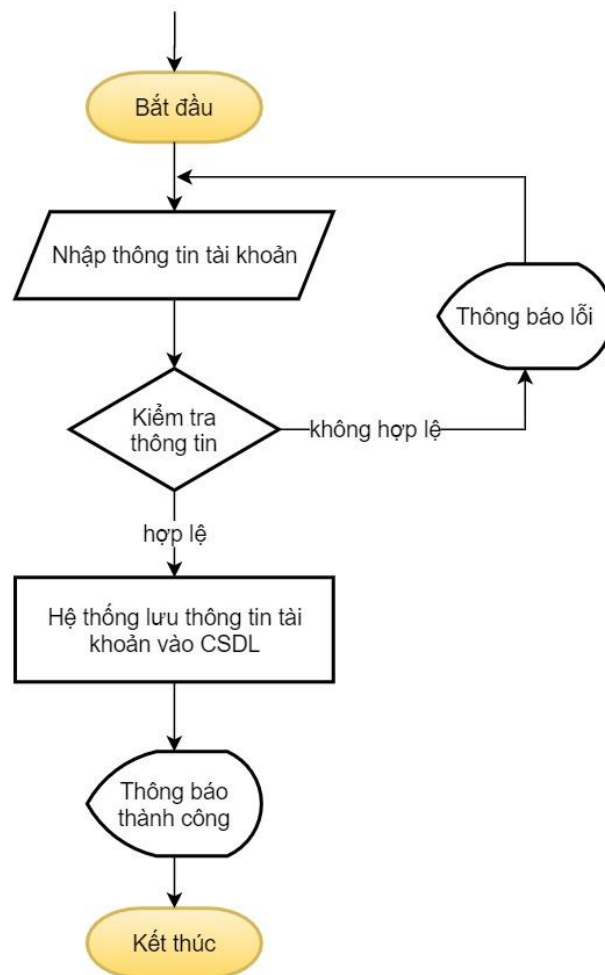 Bắt đầu
Nhập thông tin tài khoản
Thông báo lỗi
Kiểm tra
thông tin
không hợp lệ
hợp lệ
Hệ thống lưu thông tin tài
khoản vào CSDL
Thông báo
thành công
Kết thúc